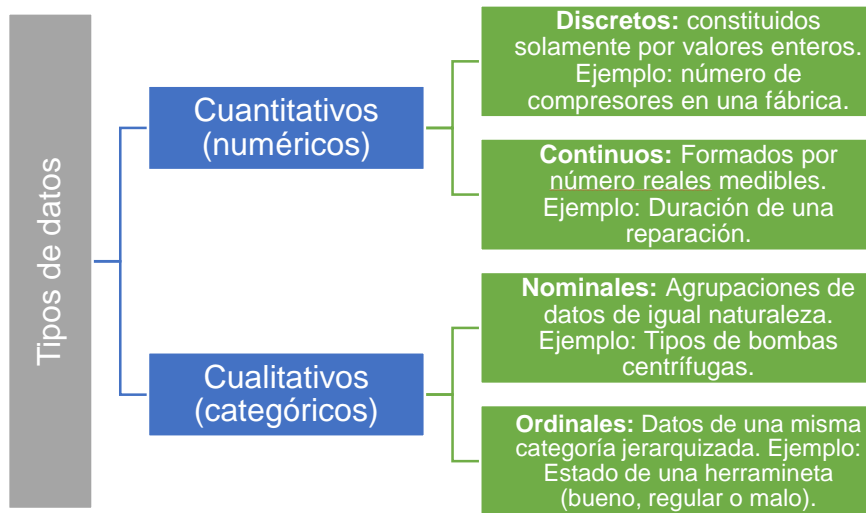 Tipos de datos
Cuantitativos
(numéricos)
Discretos: constituidos
solamente por valores enteros.
Ejemplo: número de
compresores en una fábrica.
Continuos: Formados por
número reales medibles.
Ejemplo: Duración de una
reparación.
Cualitativos
(categóricos)
Nominales: Agrupaciones de
datos de igual naturaleza.
Ejemplo: Tipos de bombas
centrífugas.
Ordinales: Datos de una misma
categoría jerarquizada. Ejemplo:
Estado de una herramineta
(bueno, regular o malo).